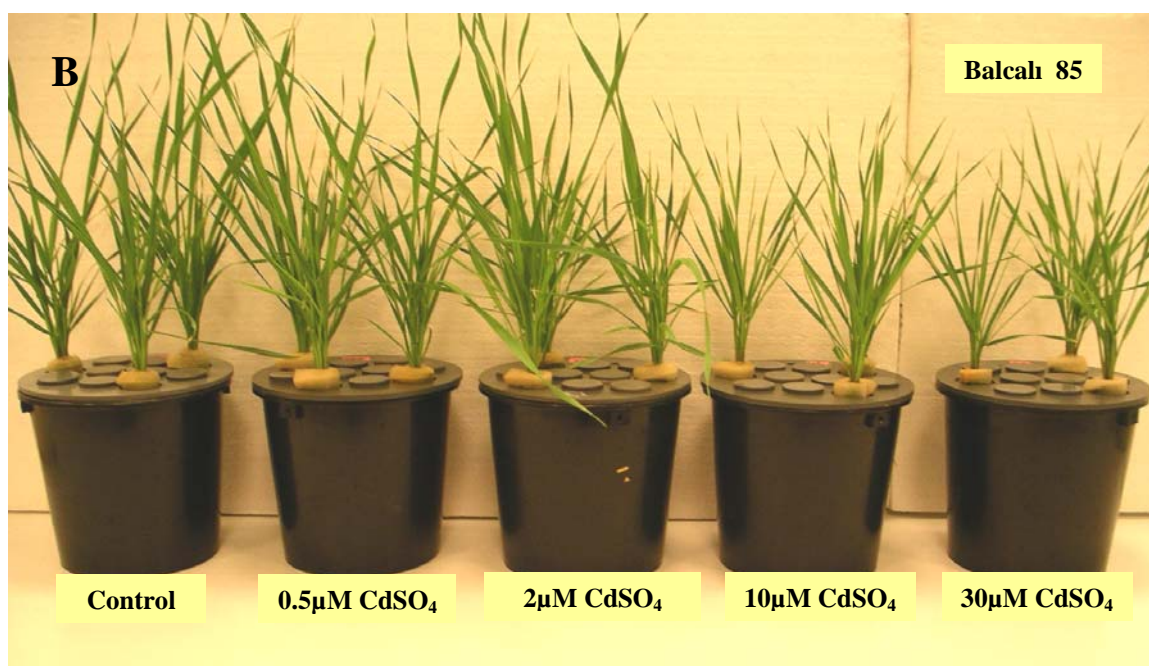 B
Balcalı 85
Control
0.5µM CdSO₄
2µM CdSO₄
10µM CdSO₄
30µM CdSO₄